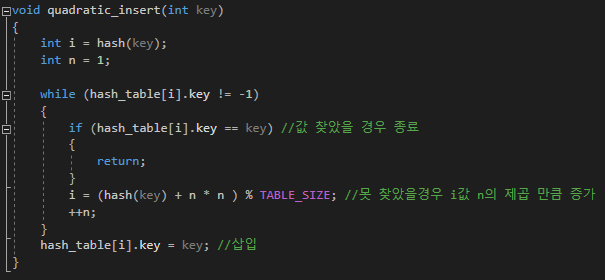 void quadratic_insert(int key)
{
    int i = hash(key);
    int n = 1;

    while (hash_table[i].key != -1)
    {
        if (hash_table[i].key == key) //값 찾았을 경우 종료
        {
            return;
        }
        i = (hash(key) + n * n ) % TABLE_SIZE; //못 찾았을경우 i값 n의 제곱 만큼 증가
        ++n;
    }
    hash_table[i].key = key; //삽입
}